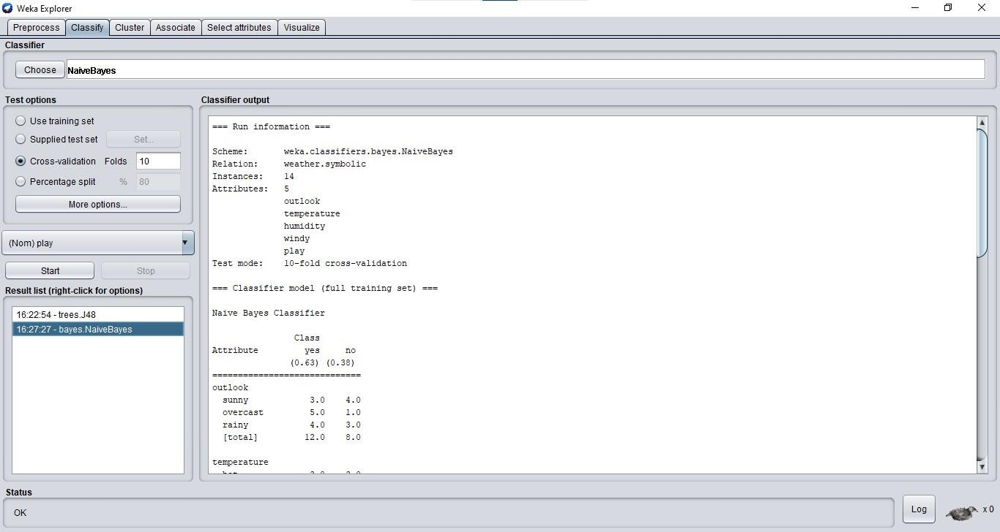 Weka Explorer
Preprocess Classify Cluster Associate Select attributes Visualize
Classifier
Choose NaiveBayes
Test options
Use training set
Supplied test set Set...
Cross-validation Folds 10
Percentage split % 80
More options...
(Nom) play
Start Stop
Result list (right-click for options)
16:22:54 - trees.J48
16:27:27 - bayes.NaiveBayes
Classifier output
=== Run information ===
Scheme: weka.classifiers.bayes.NaiveBayes
Relation: weather.symbolic
Instances: 14
Attributes: 5
outlook
temperature
humidity
windy
play
Test mode: 10-fold cross-validation
=== Classifier model (full training set) ===
Naive Bayes Classifier
Class
Attribute yes no
(0.63) (0.38)
=============================
outlook
sunny 3.0 4.0
overcast 5.0 1.0
rainy 4.0 3.0
[total] 12.0 8.0
temperature
Status
OK
Log x 0